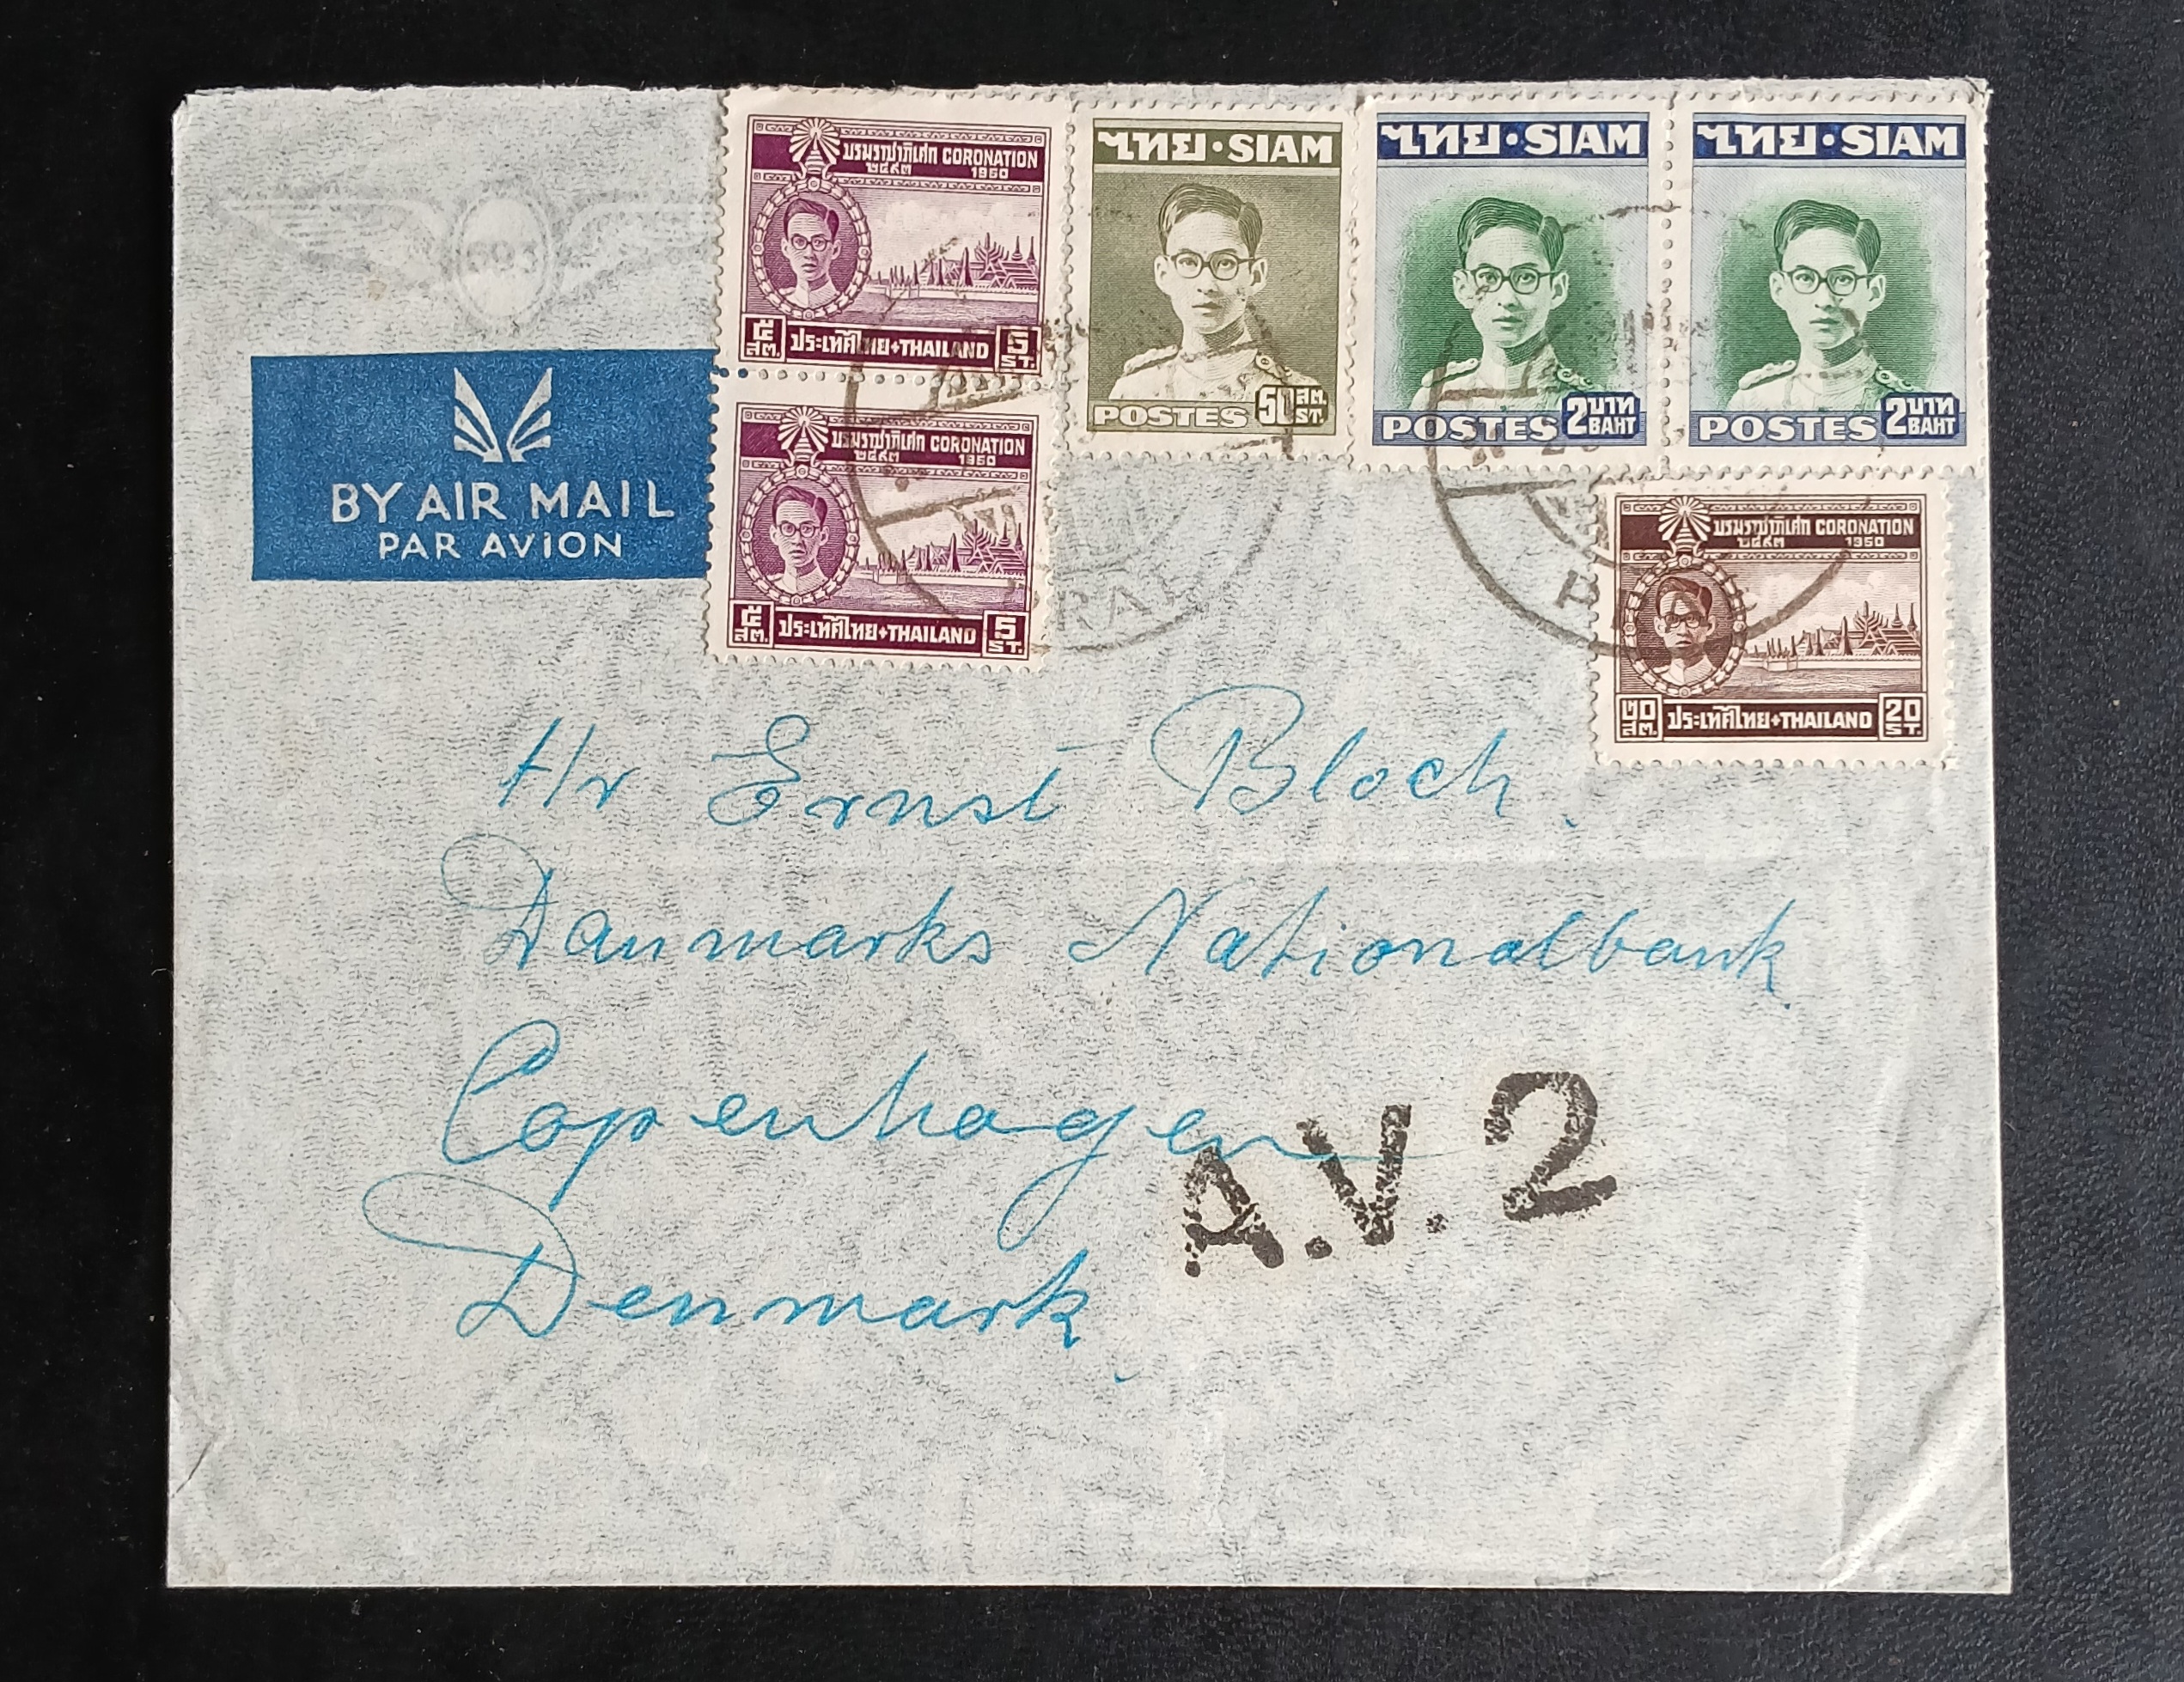 BY AIR MAIL
PAR AVION
บรมราชาภิเศก CORONATION
๒๔๙๓ 1950
๕ สต. ประเทศไทย+THAILAND 5 ST.
บรมราชาภิเศก CORONATION
๒๔๙๓ 1950
๕ สต. ประเทศไทย+THAILAND 5 ST.
ไทย·SIAM
POSTES 50 สต. ST.
ไทย·SIAM
POSTES 2 บาท BAHT
ไทย·SIAM
POSTES 2 บาท BAHT
บรมราชาภิเศก CORONATION
๒๔๙๓ 1950
๒๐ สต. ประเทศไทย+THAILAND 20 ST.
Hr Ernst Bloch.
Danmarks Nationalbank
Copenhagen
A.V. 2
Denmark.